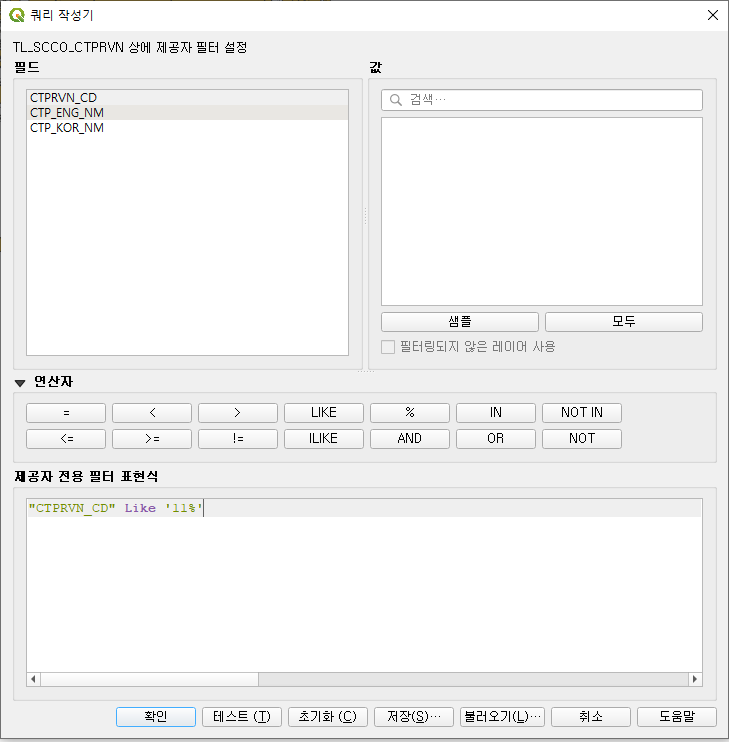 쿼리 작성기
TL_SCCO_CTPRVN 상에 제공자 필터 설정
필드
값
CTPRVN_CD
CTP_ENG_NM
CTP_KOR_NM
검색…
샘플
모두
필터링되지 않은 레이어 사용
연산자
= < > LIKE % IN NOT IN
<= >= != ILIKE AND OR NOT
제공자 전용 필터 표현식
"CTPRVN_CD" Like '11%'
확인 테스트 (T) 초기화 (C) 저장(S)… 불러오기(L)… 취소 도움말